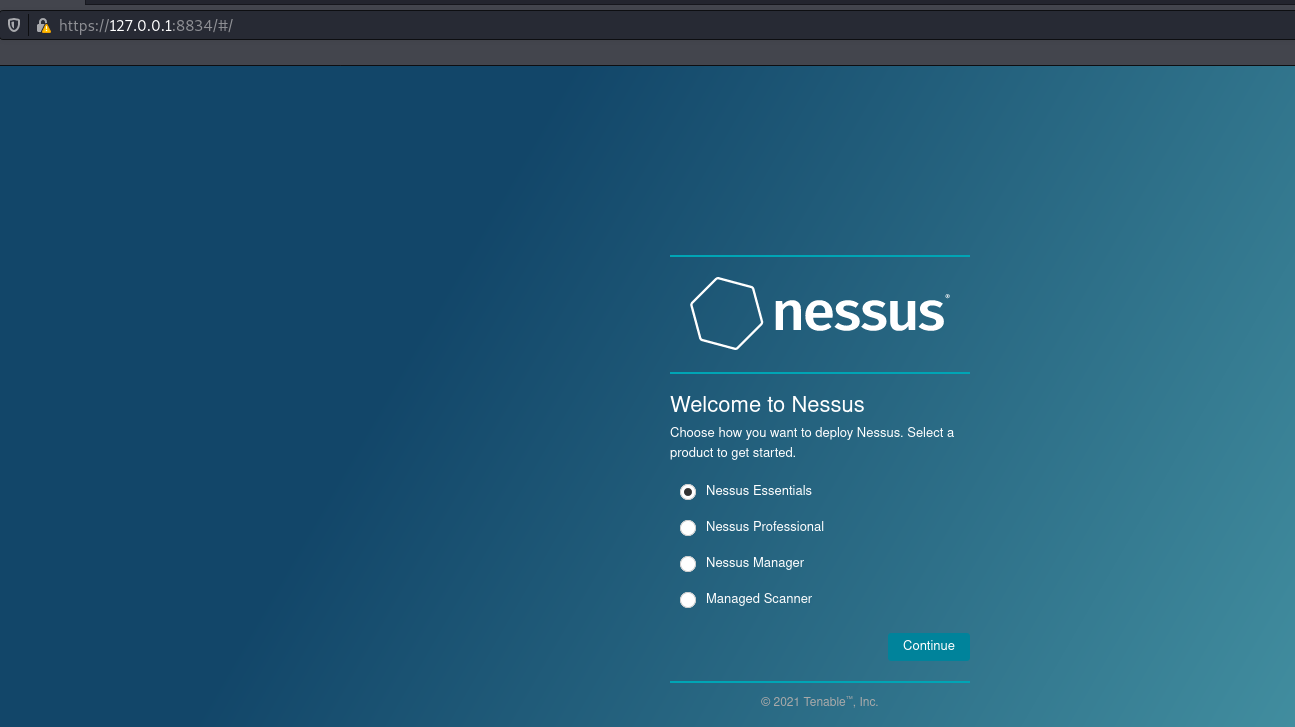 https://127.0.0.1:8834/#/
nessus®
Welcome to Nessus
Choose how you want to deploy Nessus. Select a
product to get started.
Nessus Essentials
Nessus Professional
Nessus Manager
Managed Scanner
Continue
© 2021 Tenable™, Inc.